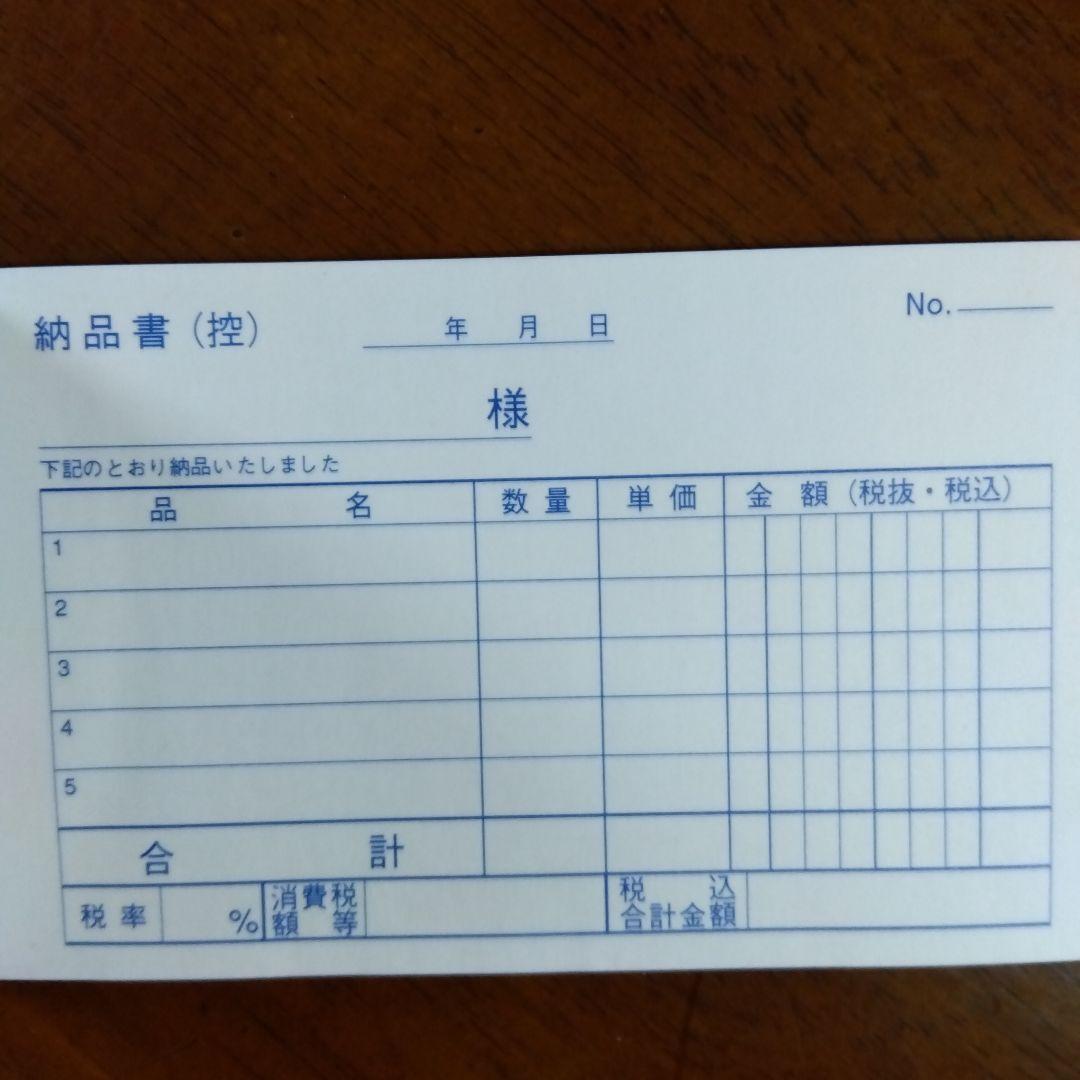 納品書（控） 年 月 日 No.
様
下記のとおり納品いたしました
品 名 数量 単価 金 額（税抜・税込）
1
2
3
4
5
合 計
税率 % 消費税額等 税込合計金額